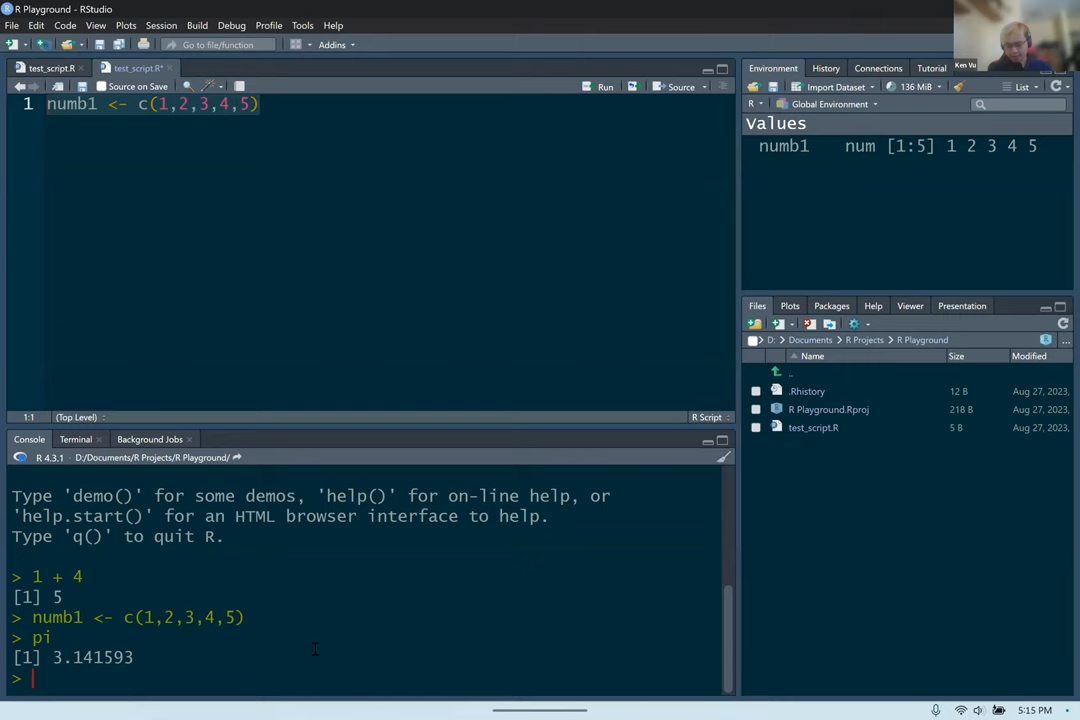 R Playground - RStudio
File Edit Code View Plots Session Build Debug Profile Tools Help
Go to file/function Addins
Ken Vu
test_script.R test_script.R*
Source on Save Run Source
1 numb1 <- c(1,2,3,4,5)
1:1 (Top Level) R Script
Console Terminal Background Jobs
R 4.3.1 · D:/Documents/R Projects/R Playground/
Type 'demo()' for some demos, 'help()' for on-line help, or
'help.start()' for an HTML browser interface to help.
Type 'q()' to quit R.
> 1 + 4
[1] 5
> numb1 <- c(1,2,3,4,5)
> pi
[1] 3.141593
>
Environment History Connections Tutorial
Import Dataset 136 MiB List
R Global Environment
Values
numb1 num [1:5] 1 2 3 4 5
Files Plots Packages Help Viewer Presentation
D: > Documents > R Projects > R Playground ...
Name Size Modified
..
.Rhistory 12 B Aug 27, 2023,
R Playground.Rproj 218 B Aug 27, 2023,
test_script.R 5 B Aug 27, 2023,
5:15 PM